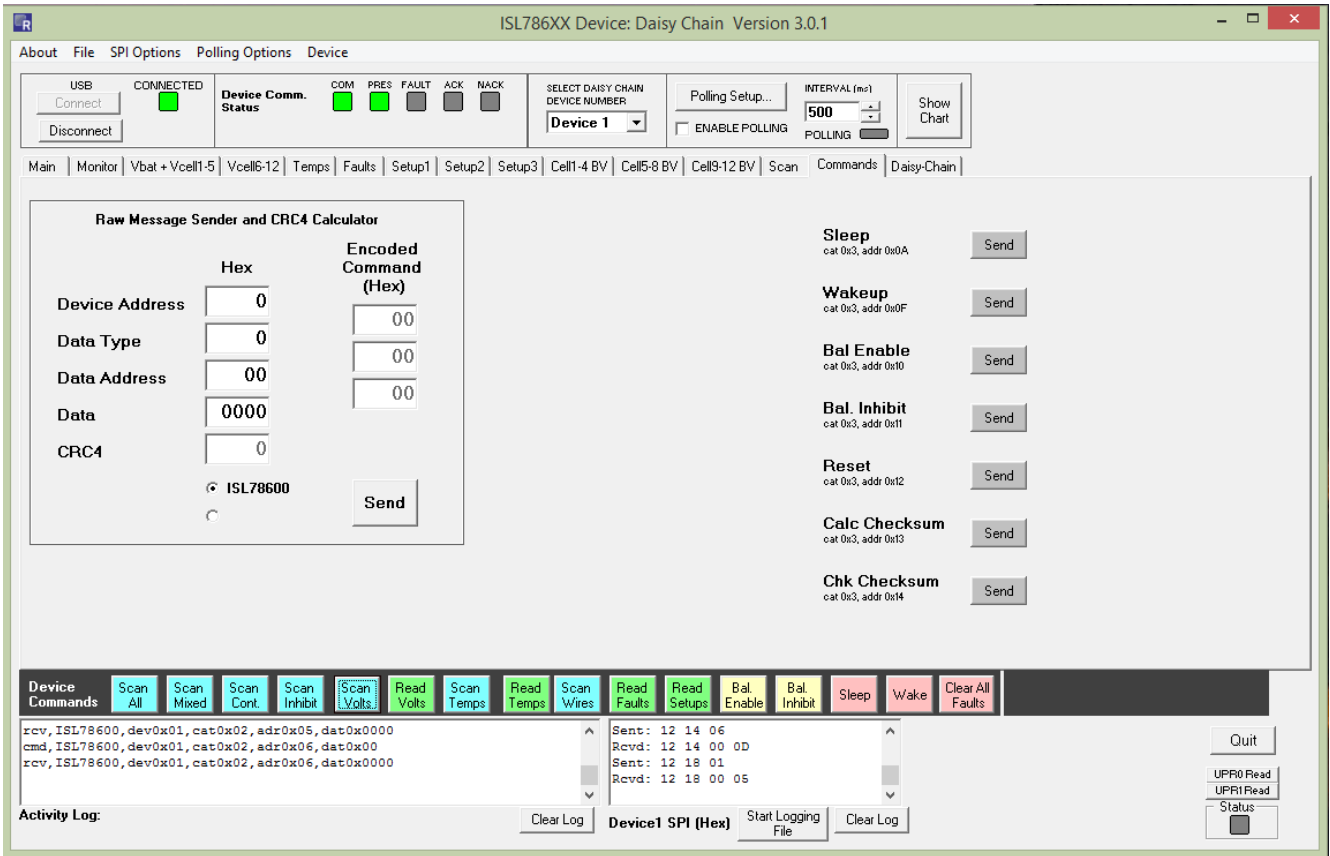 ISL786XX Device: Daisy Chain Version 3.0.1
About File SPI Options Polling Options Device
USB
Connect
Disconnect
CONNECTED
Device Comm.
Status
COM PRES FAULT ACK NACK
SELECT DAISY CHAIN
DEVICE NUMBER
Device 1
Polling Setup...
ENABLE POLLING
INTERVAL (ms)
500
POLLING
Show
Chart
Main Monitor Vbat + Vcell1-5 Vcell6-12 Temps Faults Setup1 Setup2 Setup3 Cell1-4 BV Cell5-8 BV Cell9-12 BV Scan Commands Daisy-Chain
Raw Message Sender and CRC4 Calculator
Hex
Encoded
Command
(Hex)
Device Address 0
Data Type 0
Data Address 00
Data 0000
CRC4 0
00
00
00
ISL78600
Send
Sleep
cat 0x3, addr 0x0A
Send
Wakeup
cat 0x3, addr 0x0F
Send
Bal Enable
cat 0x3, addr 0x10
Send
Bal. Inhibit
cat 0x3, addr 0x11
Send
Reset
cat 0x3, addr 0x12
Send
Calc Checksum
cat 0x3, addr 0x13
Send
Chk Checksum
cat 0x3, addr 0x14
Send
Device
Commands
Scan
All
Scan
Mixed
Scan
Cont.
Scan
Inhibit
Scan
Volts
Read
Volts
Scan
Temps
Read
Temps
Scan
Wires
Read
Faults
Read
Setups
Bal.
Enable
Bal.
Inhibit
Sleep
Wake
Clear All
Faults
rcv,ISL78600,dev0x01,cat0x02,adr0x05,dat0x0000
cmd,ISL78600,dev0x01,cat0x02,adr0x06,dat0x00
rcv,ISL78600,dev0x01,cat0x02,adr0x06,dat0x0000
Activity Log:
Clear Log
Sent: 12 14 06
Rcvd: 12 14 00 0D
Sent: 12 18 01
Rcvd: 12 18 00 05
Device1 SPI (Hex)
Start Logging
File
Clear Log
Quit
UPR0 Read
UPR1 Read
Status